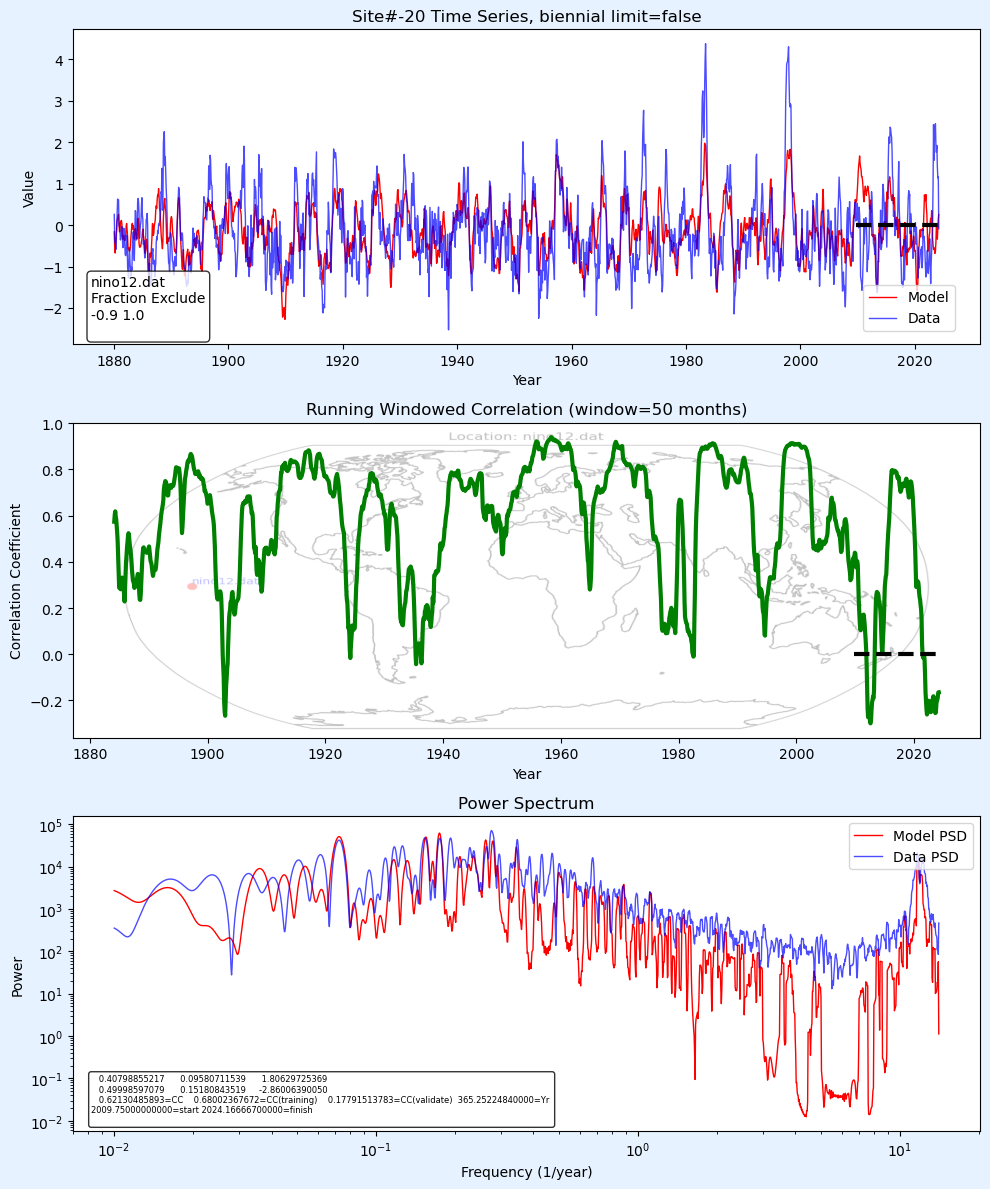 Site#-20 Time Series, biennial limit=false
Value
4
3
2
1
0
−1
−2
nino12.dat
Fraction Exclude
-0.9 1.0
Model
Data
1880 1900 1920 1940 1960 1980 2000 2020
Year
Running Windowed Correlation (window=50 months)
Correlation Coefficient
1.0
0.8
0.6
0.4
0.2
0.0
−0.2
Location: nino12.dat
nino12.dat
1880 1900 1920 1940 1960 1980 2000 2020
Year
Power Spectrum
Power
10^5
10^4
10^3
10^2
10^1
10^0
10^−1
10^−2
Model PSD
Data PSD
0.40798855217 0.09580711539 1.80629725369
0.49998597079 0.15180843519 -2.86006390050
0.62130485893=CC 0.68002367672=CC(training) 0.17791513783=CC(validate) 365.25224840000=Yr
2009.75000000000=start 2024.16666700000=finish
10^−2 10^−1 10^0 10^1
Frequency (1/year)